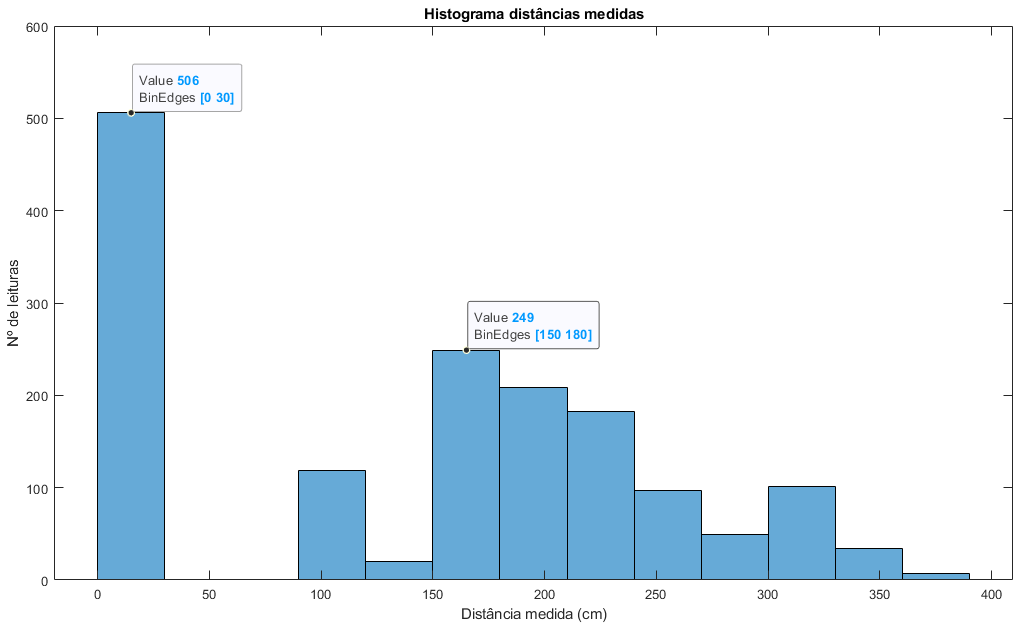 Histograma distâncias medidas
600
500
400
300
200
100
0
Nº de leituras
Value 506
BinEdges [0 30]
Value 249
BinEdges [150 180]
0 50 100 150 200 250 300 350 400
Distância medida (cm)